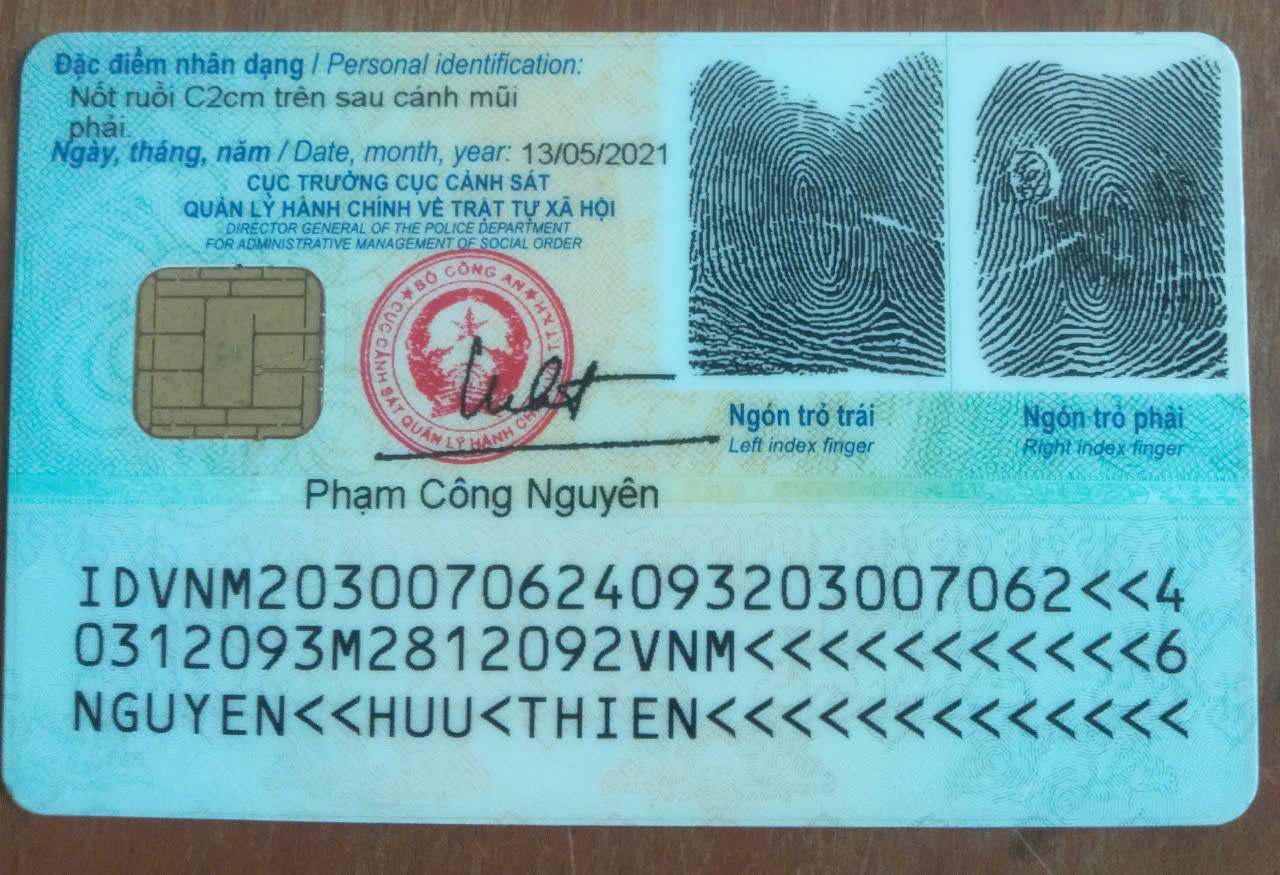 Đặc điểm nhân dạng / Personal identification:
Nốt ruồi C2cm trên sau cánh mũi
phải.
Ngày, tháng, năm / Date, month, year: 13/05/2021
CỤC TRƯỞNG CỤC CẢNH SÁT
QUẢN LÝ HÀNH CHÍNH VỀ TRẬT TỰ XÃ HỘI
DIRECTOR GENERAL OF THE POLICE DEPARTMENT
FOR ADMINISTRATIVE MANAGEMENT OF SOCIAL ORDER
★ BỘ CÔNG AN ★
CỤC CẢNH SÁT QUẢN LÝ HÀNH CH
TTXH
Ngón trỏ trái
Left index finger
Ngón trỏ phải
Right index finger
Phạm Công Nguyên
IDVNM2030070624093203007062<<4
0312093M2812092VNM<<<<<<<<<<<6
NGUYEN<<HUU<THIEN<<<<<<<<<<<<<